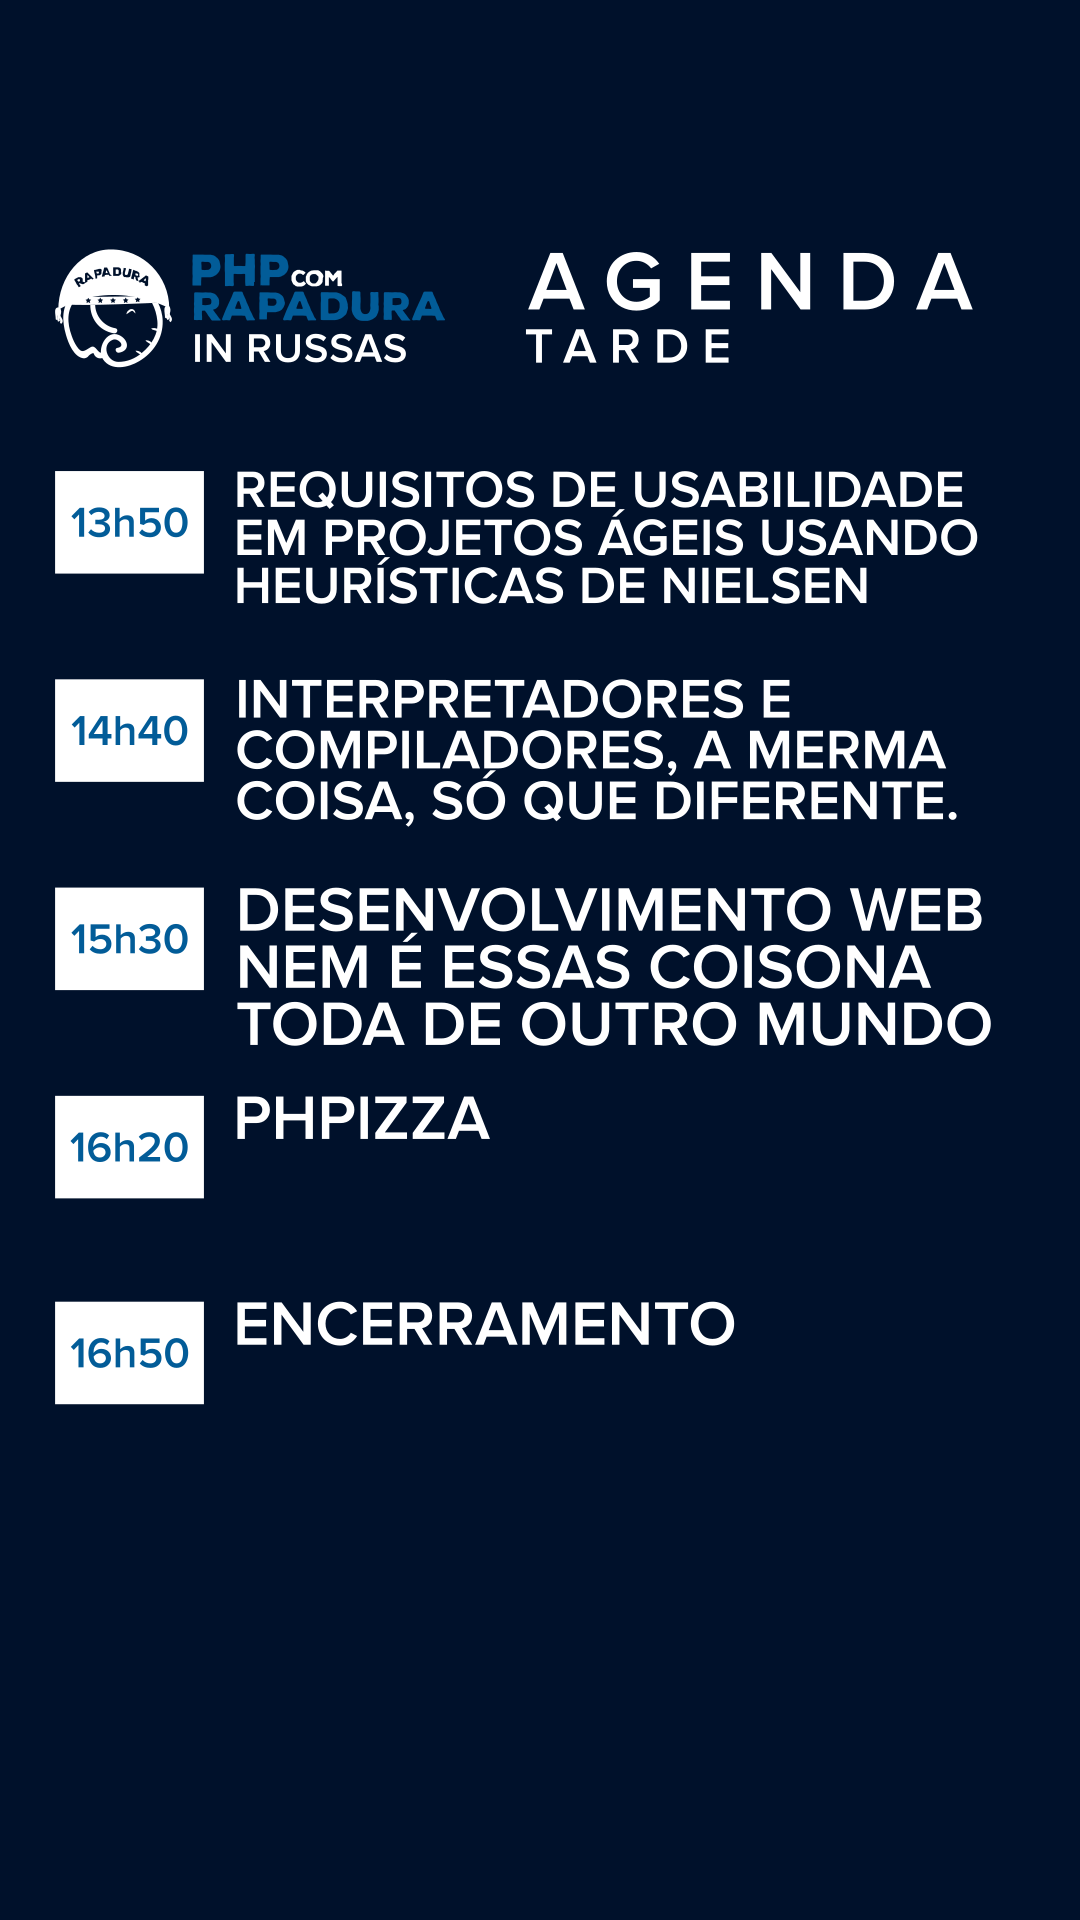 RAPADURA
PHP COM
RAPADURA
IN RUSSAS
AGENDA
TARDE
13h50
REQUISITOS DE USABILIDADE
EM PROJETOS ÁGEIS USANDO
HEURÍSTICAS DE NIELSEN
14h40
INTERPRETADORES E
COMPILADORES, A MERMA
COISA, SÓ QUE DIFERENTE.
15h30
DESENVOLVIMENTO WEB
NEM É ESSAS COISONA
TODA DE OUTRO MUNDO
16h20
PHPIZZA
16h50
ENCERRAMENTO